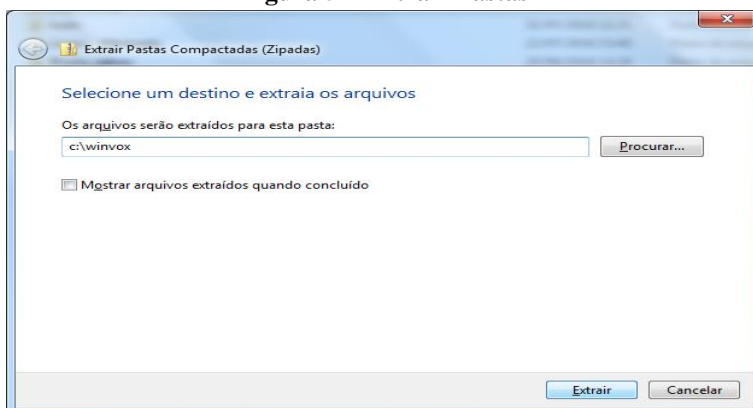 Extrair Pastas Compactadas (Zipadas)
Selecione um destino e extraia os arquivos
Os arquivos serão extraídos para esta pasta:
c:\winvox
Procurar...
Mostrar arquivos extraídos quando concluído
Extrair
Cancelar